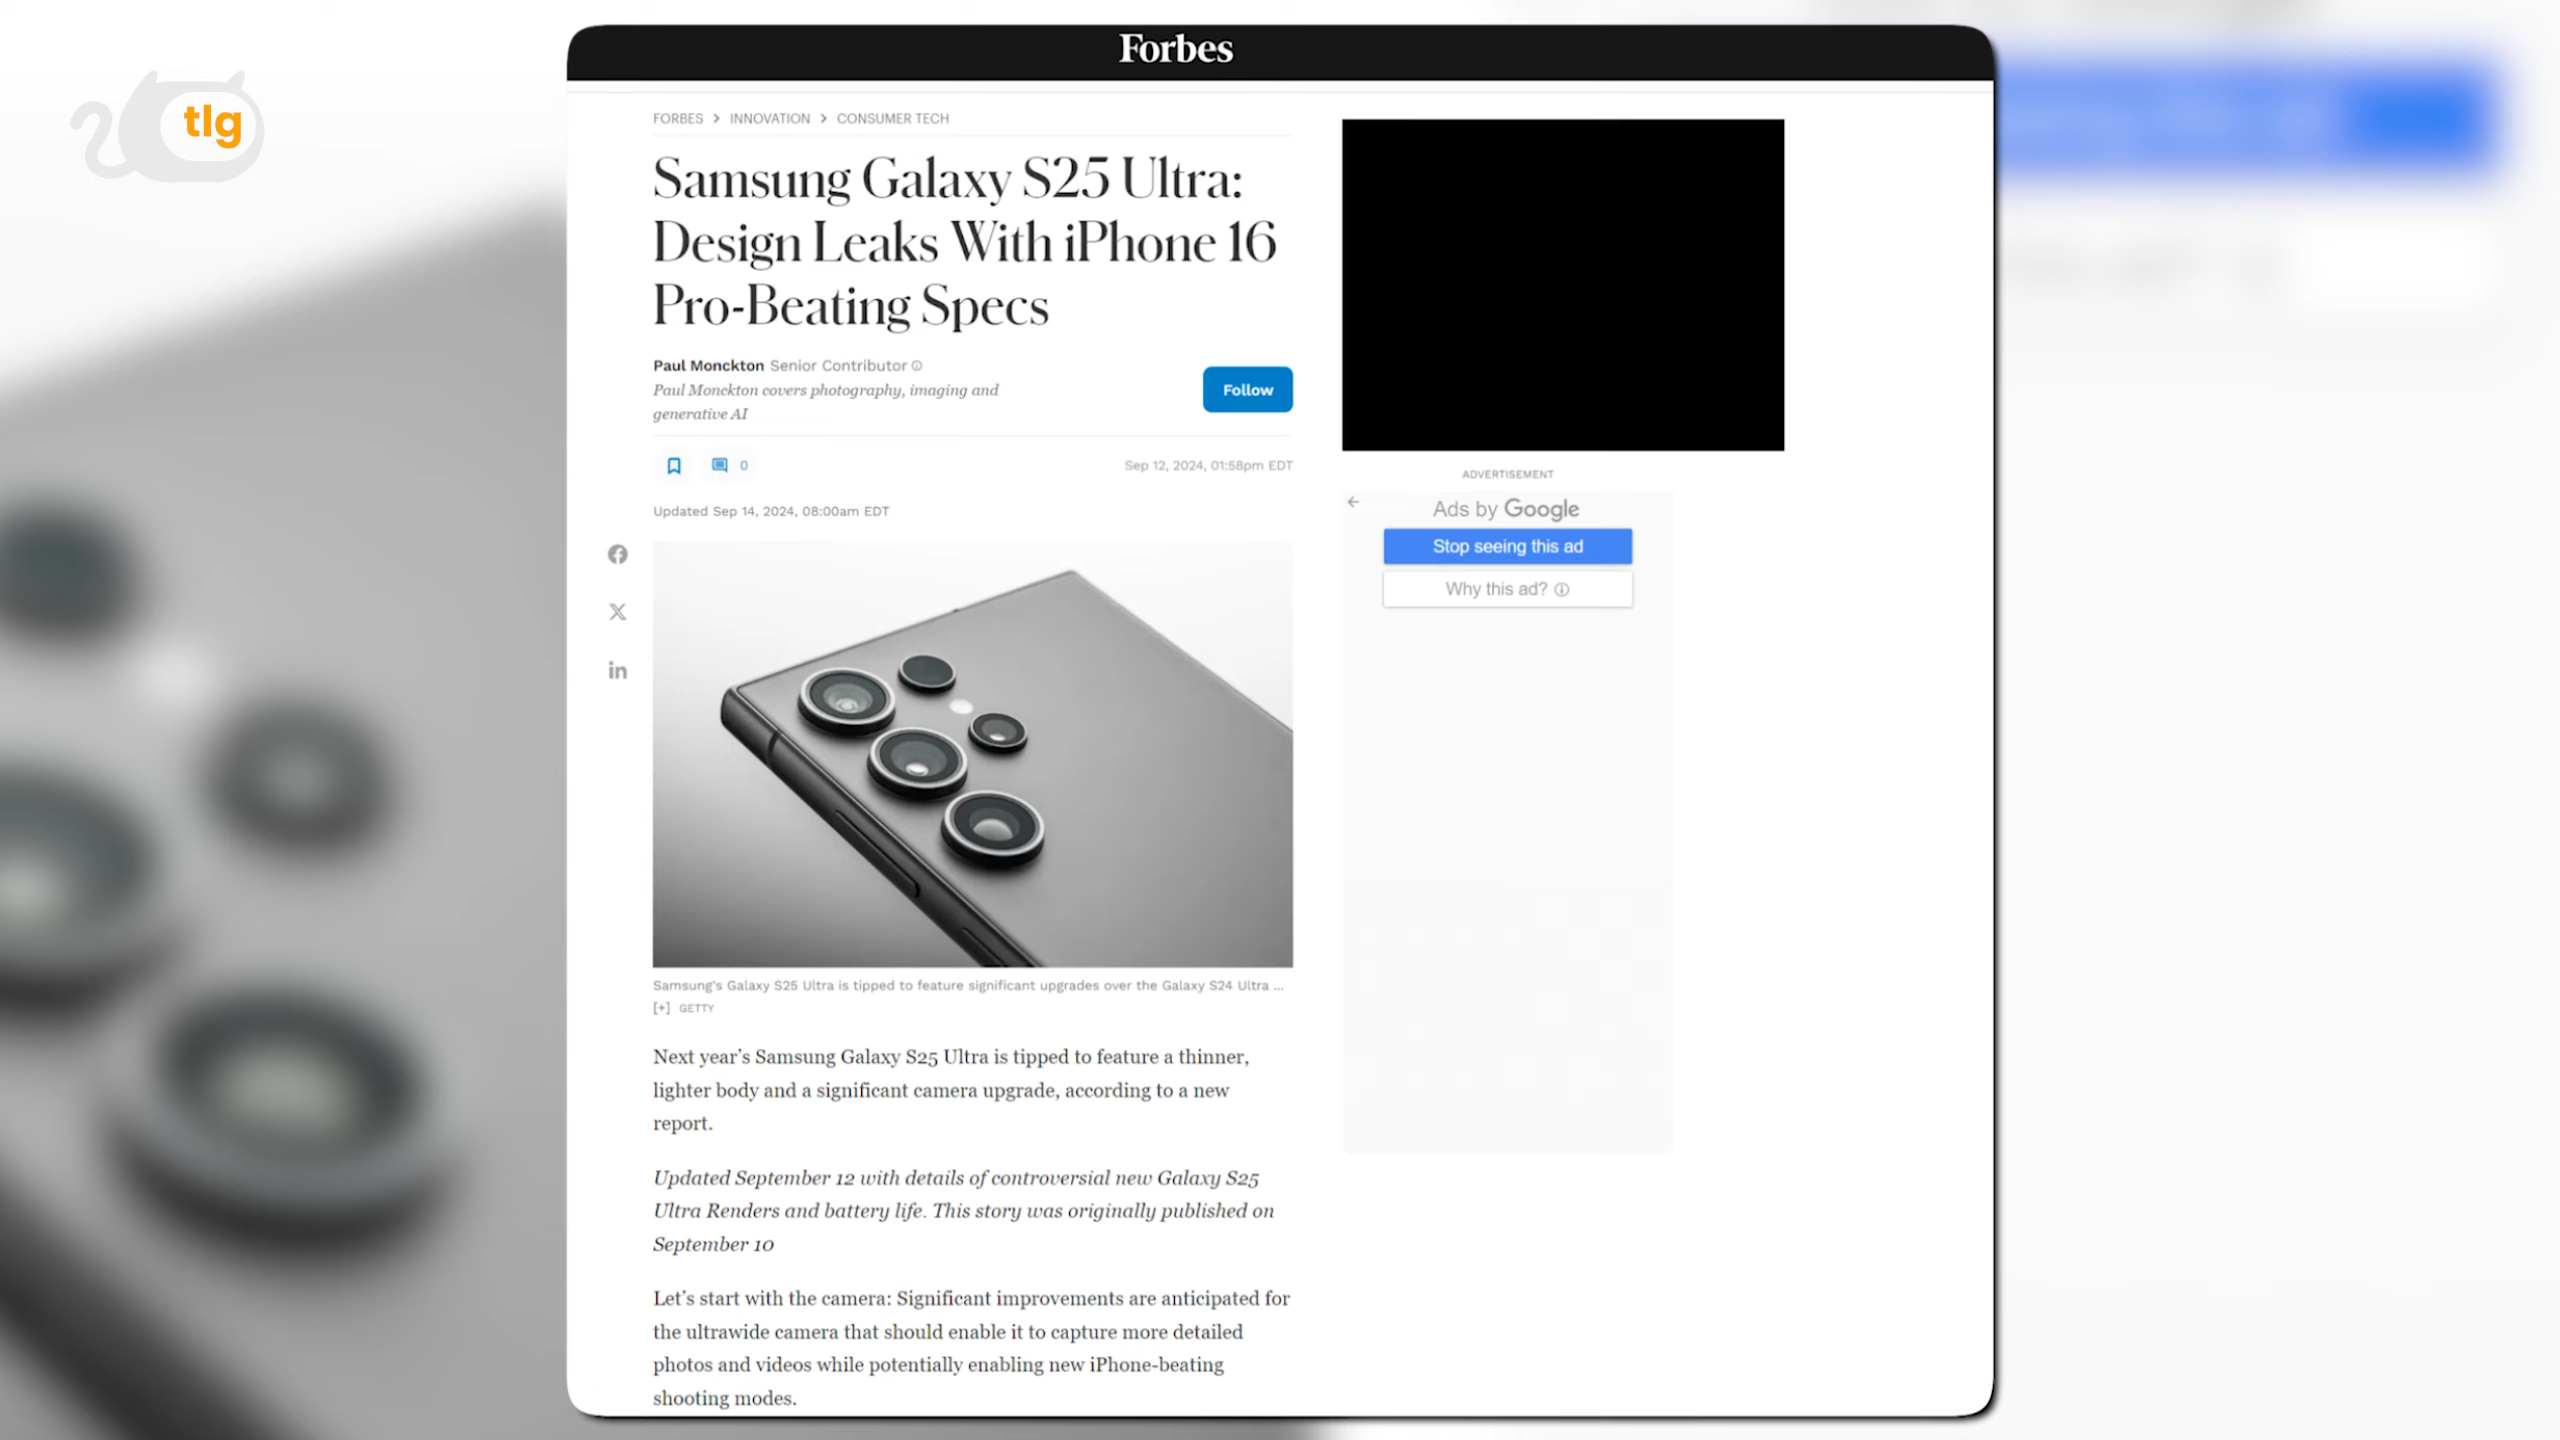 tlg
Forbes
FORBES > INNOVATION > CONSUMER TECH
Samsung Galaxy S25 Ultra:
Design Leaks With iPhone 16
Pro-Beating Specs
Paul Monckton Senior Contributor
Paul Monckton covers photography, imaging and
generative AI
Follow
0
Sep 12, 2024, 01:58pm EDT
Updated Sep 14, 2024, 08:00am EDT
Samsung's Galaxy S25 Ultra is tipped to feature significant upgrades over the Galaxy S24 Ultra ...
[+] GETTY
Next year's Samsung Galaxy S25 Ultra is tipped to feature a thinner,
lighter body and a significant camera upgrade, according to a new
report.
Updated September 12 with details of controversial new Galaxy S25
Ultra Renders and battery life. This story was originally published on
September 10
Let's start with the camera: Significant improvements are anticipated for
the ultrawide camera that should enable it to capture more detailed
photos and videos while potentially enabling new iPhone-beating
shooting modes.
ADVERTISEMENT
Ads by Google
Stop seeing this ad
Why this ad?